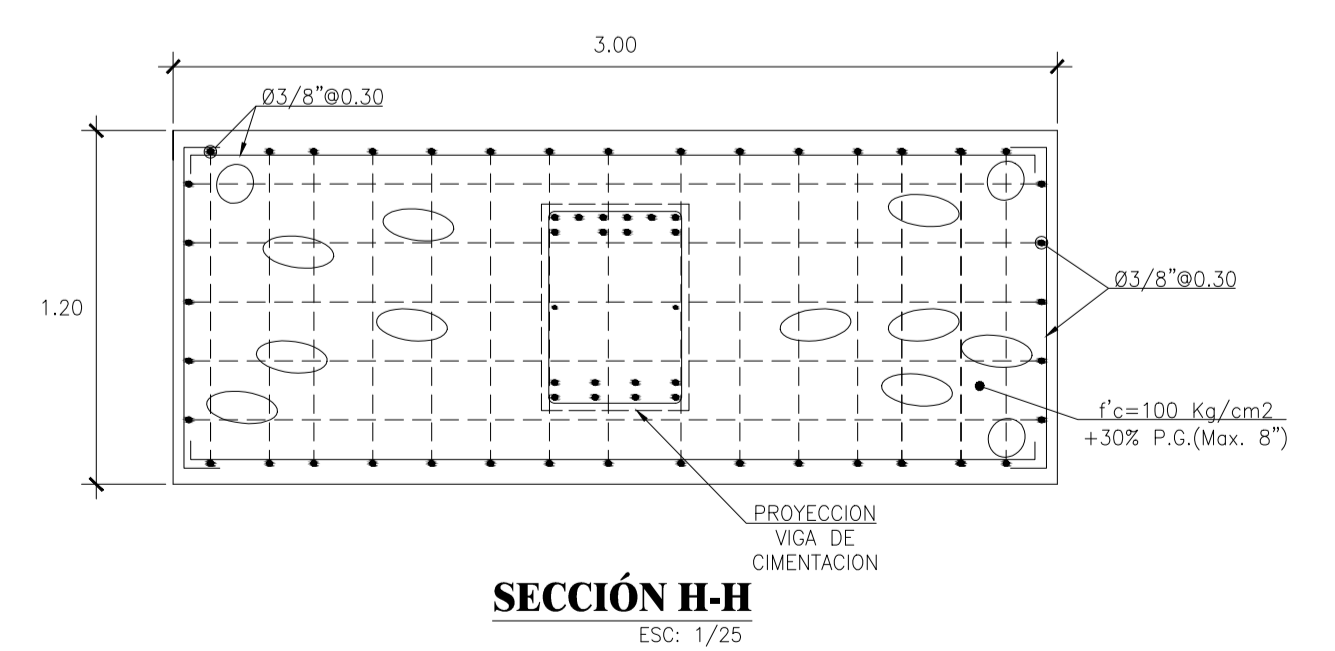 3.00
Ø3/8"@0.30
1.20
Ø3/8"@0.30
f'c=100 Kg/cm2
+30% P.G.(Max. 8")
PROYECCION
VIGA DE
CIMENTACION
SECCIÓN H-H
ESC: 1/25